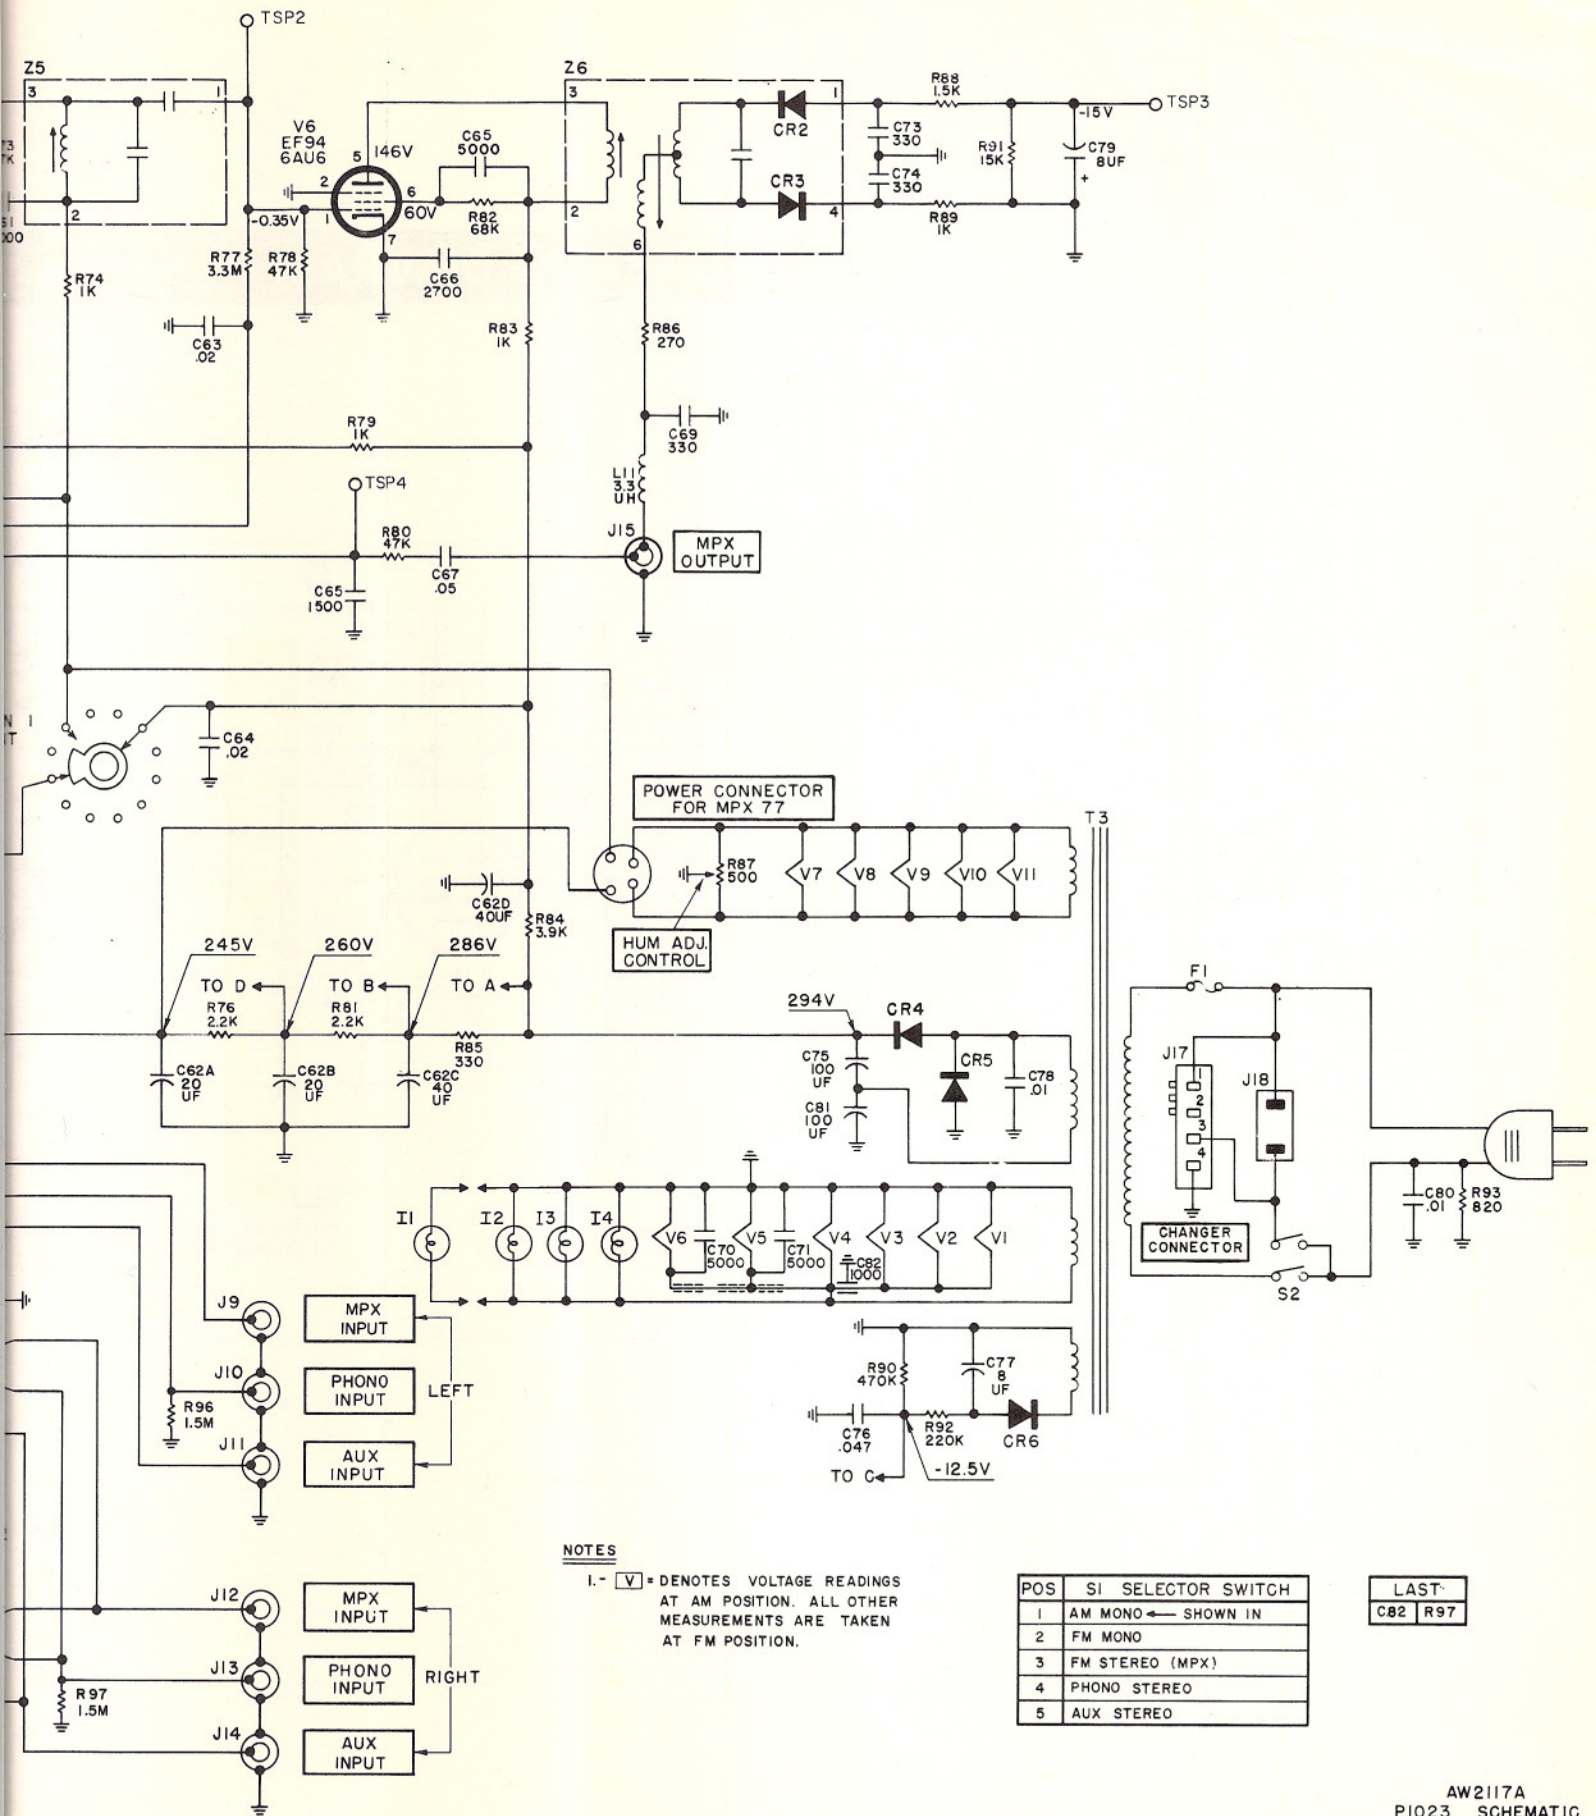 TSP2
Z5
3
1
2
V6
EF94
6AU6
5
146V
2
1
6
60V
7
-0.35V
C65
5000
R82
68K
C66
2700
R77
3.3M
R78
47K
R74
1K
C63
.02
R83
1K
Z6
3
2
1
CR2
CR3
4
6
C73
330
C74
330
R88
1.5K
R89
1K
R91
15K
-15V
C79
8UF
+
TSP3
R86
270
C69
330
L11
3.3
UH
R79
1K
TSP4
R80
47K
C67
.05
C65
1500
J15
MPX
OUTPUT
C64
.02
POWER CONNECTOR
FOR MPX 77
T3
R87
500
V7
V8
V9
V10
V11
HUM ADJ.
CONTROL
C62D
40UF
R84
3.9K
245V
260V
286V
TO D
TO B
TO A
R76
2.2K
R81
2.2K
R85
330
C62A
20
UF
C62B
20
UF
C62C
40
UF
294V
CR4
CR5
C75
100
UF
C81
100
UF
C78
.01
F1
J17
1
2
3
4
J18
CHANGER
CONNECTOR
S2
C80
.01
R93
820
I1
I2
I3
I4
V6
C70
5000
V5
C71
5000
V4
C82
1000
V3
V2
V1
R90
470K
C77
8
UF
C76
.047
R92
220K
CR6
TO C
-12.5V
J9
MPX
INPUT
J10
PHONO
INPUT
LEFT
R96
1.5M
J11
AUX
INPUT
J12
MPX
INPUT
J13
PHONO
INPUT
RIGHT
R97
1.5M
J14
AUX
INPUT
NOTES
1.- V = DENOTES VOLTAGE READINGS
AT AM POSITION. ALL OTHER
MEASUREMENTS ARE TAKEN
AT FM POSITION.
POS S1 SELECTOR SWITCH
1 AM MONO ← SHOWN IN
2 FM MONO
3 FM STEREO (MPX)
4 PHONO STEREO
5 AUX STEREO
LAST
C82 R97
AW2117A
P1023 SCHEMATIC